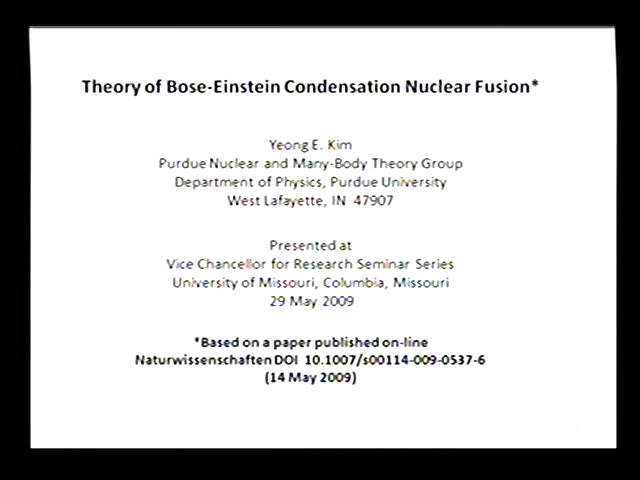 Theory of Bose-Einstein Condensation Nuclear Fusion*
Yeong E. Kim
Purdue Nuclear and Many-Body Theory Group
Department of Physics, Purdue University
West Lafayette, IN 47907
Presented at
Vice Chancellor for Research Seminar Series
University of Missouri, Columbia, Missouri
29 May 2009
*Based on a paper published on-line
Naturwissenschaften DOI 10.1007/s00114-009-0537-6
(14 May 2009)